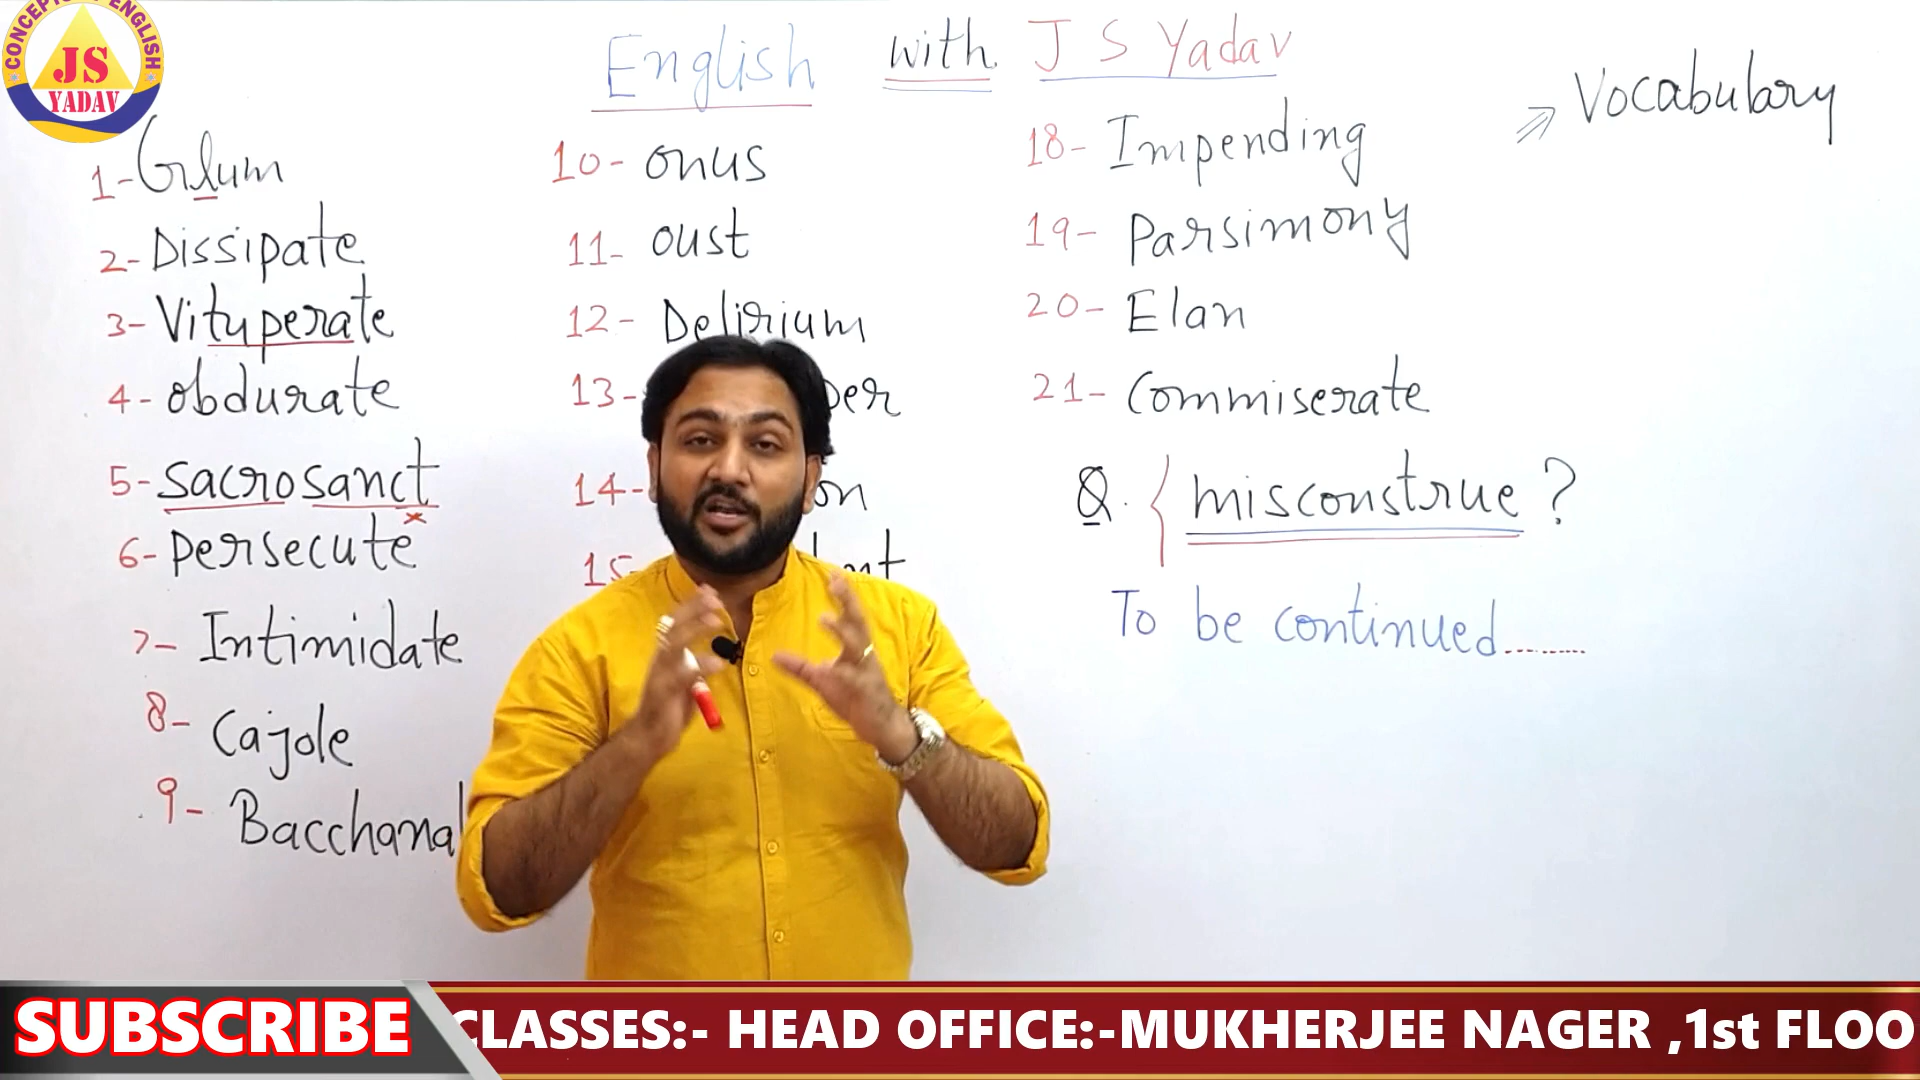 CONCEPT OF ENGLISH
JS
YADAV
English with J S Yadav
Vocabulary
1- Glum
2- Dissipate
3- Vituperate
4- obdurate
5- sacrosanct
6- persecute
7- Intimidate
8- Cajole
9- Bacchanal
10- onus
11- oust
12- Delirium
13-
14-
15-
18- Impending
19- Parsimony
20- Elan
21- Commiserate
Q. { misconstrue ?
To be continued.........
SUBSCRIBE
CLASSES:- HEAD OFFICE:-MUKHERJEE NAGER ,1st FLOO